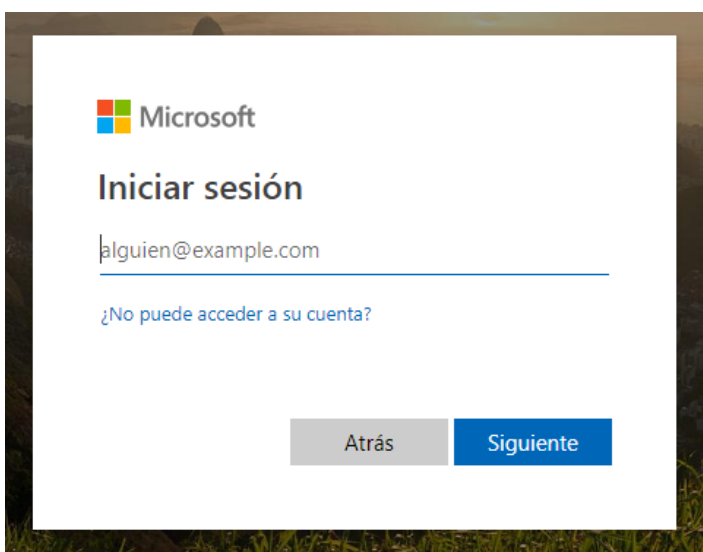 Microsoft
Iniciar sesión
alguien@example.com
¿No puede acceder a su cuenta?
Atrás Siguiente